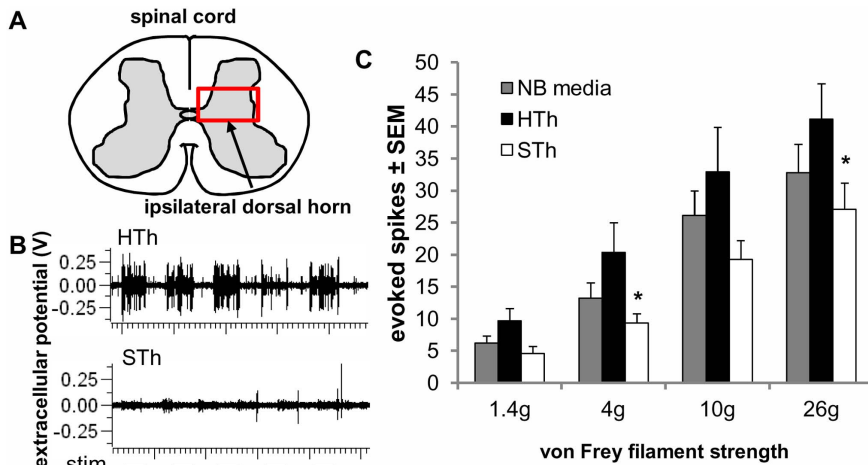 A
spinal cord
ipsilateral dorsal horn
B
extracellular potential (V)
HTh
0.25
0.00
-0.25
STh
0.25
0.00
-0.25
stim
C
evoked spikes ± SEM
50
45
40
35
30
25
20
15
10
5
0
NB media
HTh
STh
*
*
1.4g 4g 10g 26g
von Frey filament strength